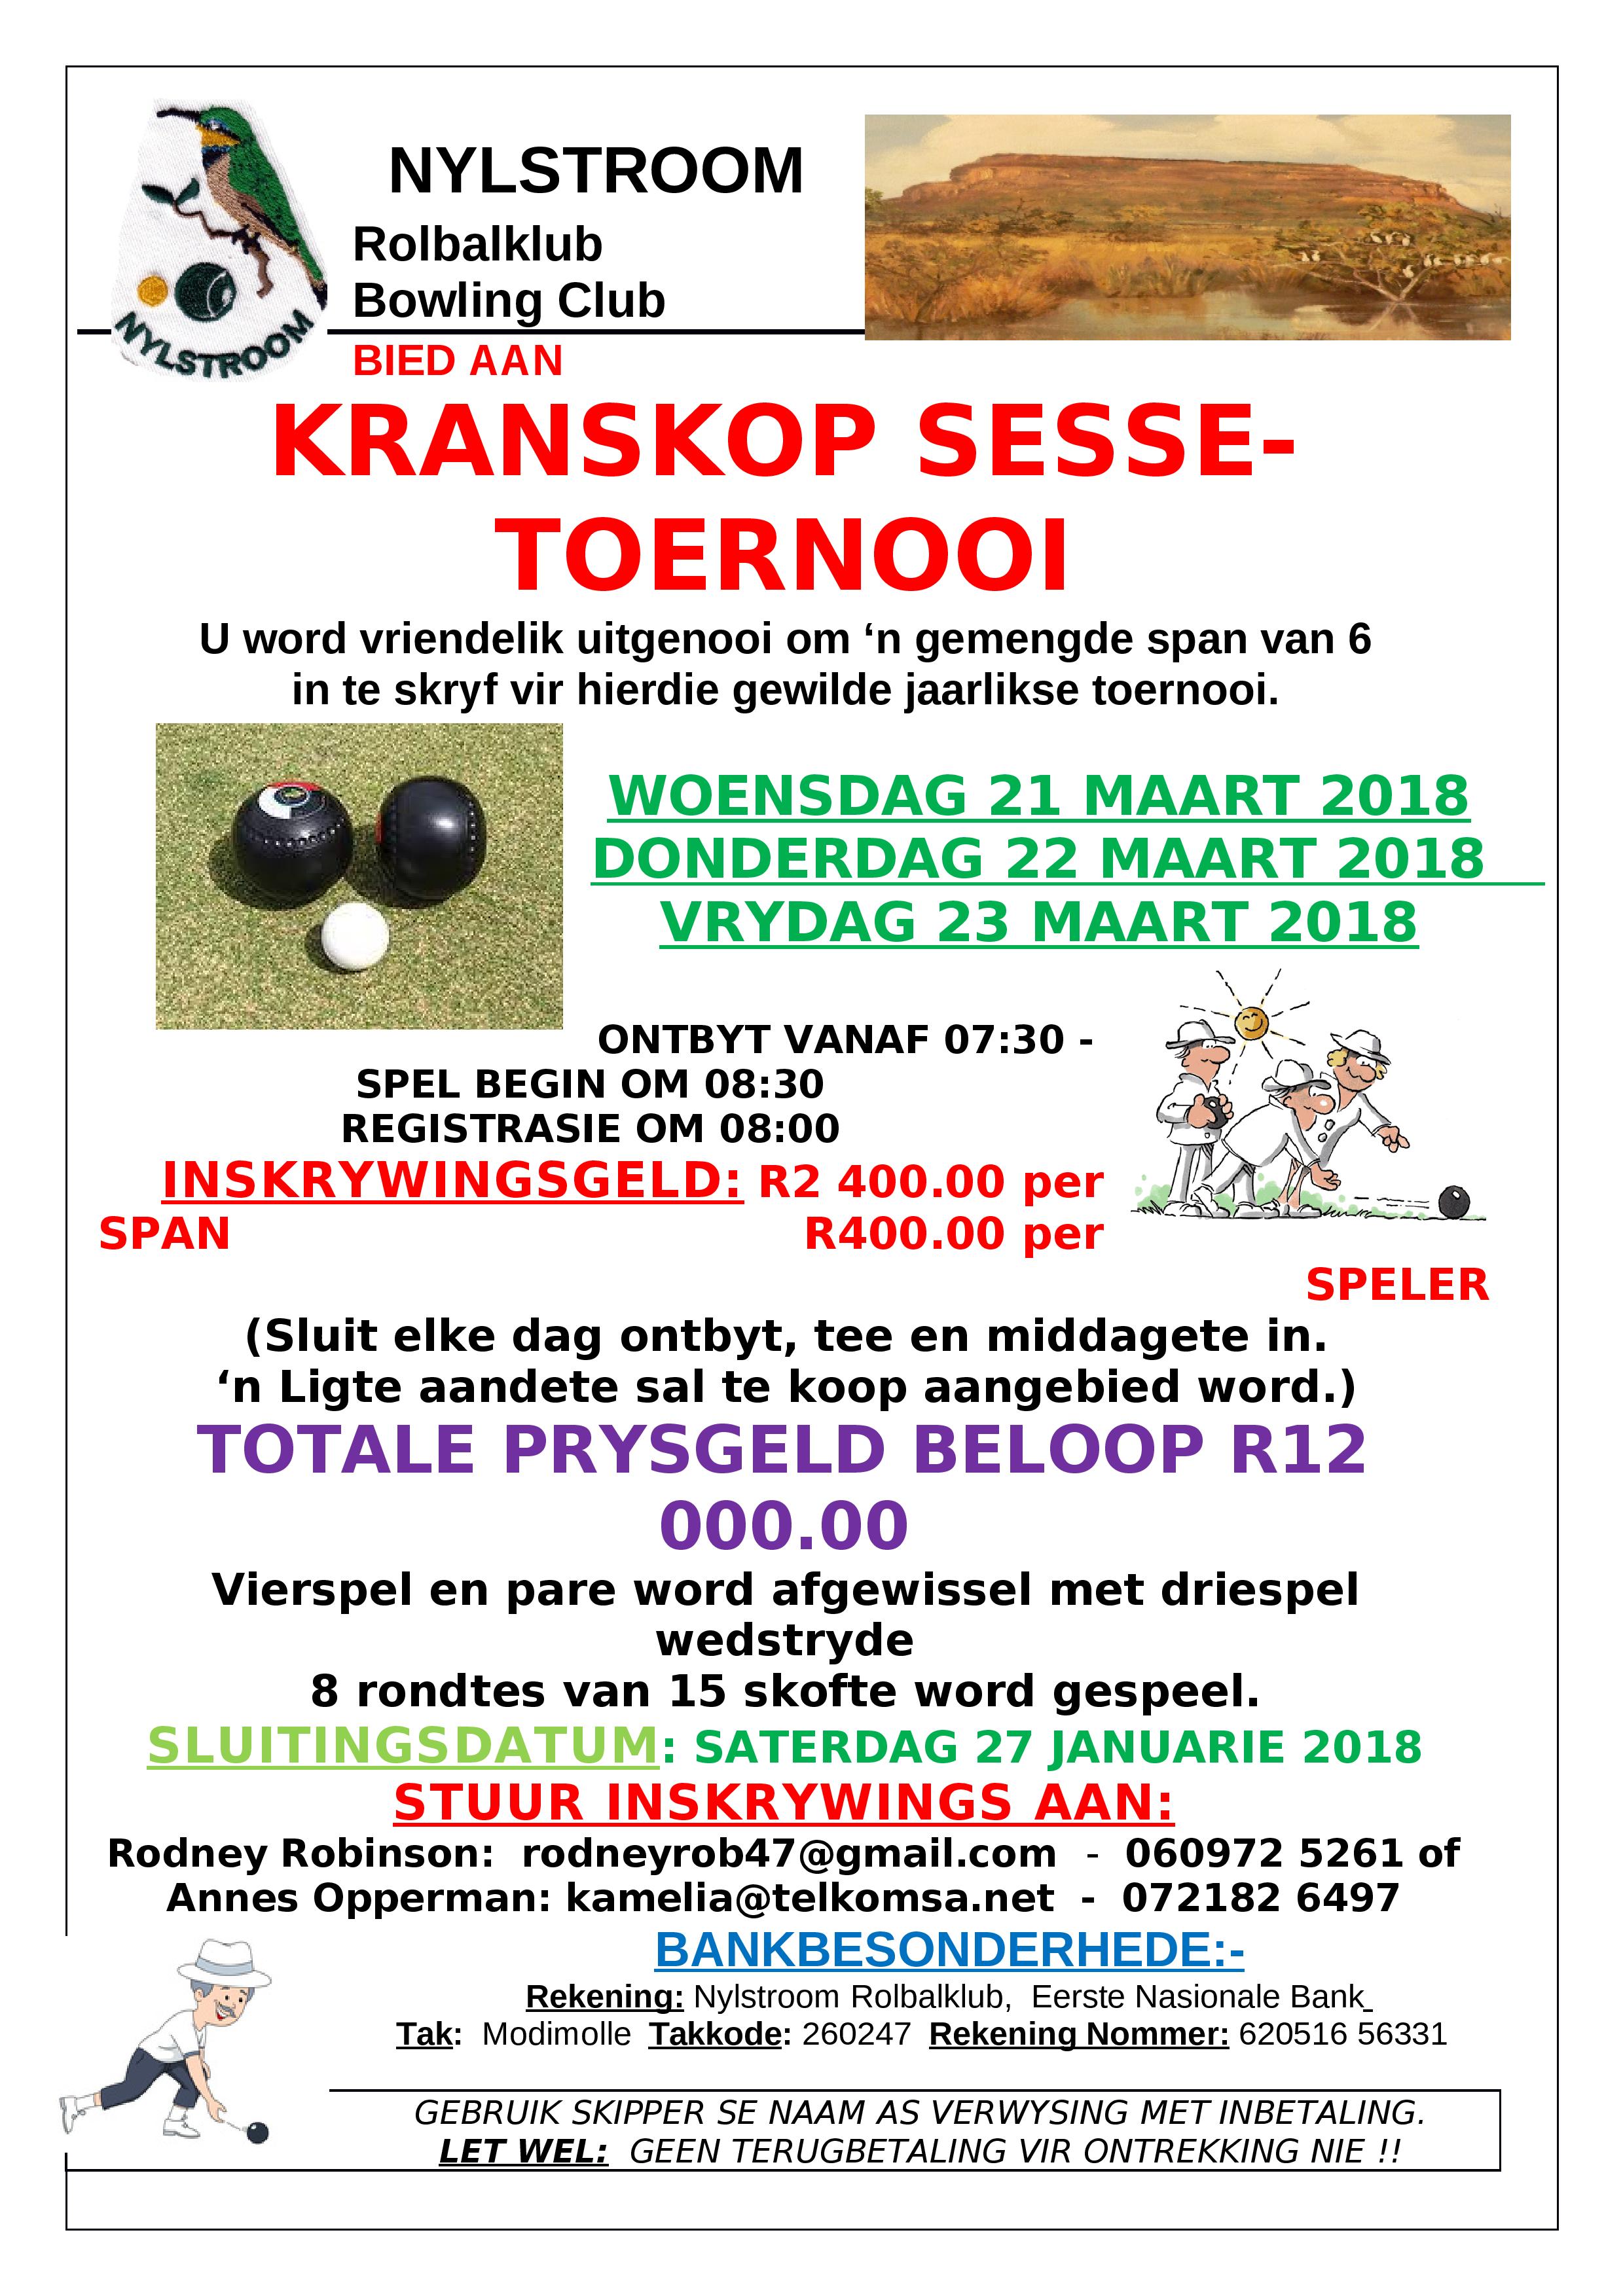 NYLSTROOM
Rolbalklub
Bowling Club
NYLSTROOM
BIED AAN
KRANSKOP SESSE-
TOERNOOI
U word vriendelik uitgenooi om ‘n gemengde span van 6
in te skryf vir hierdie gewilde jaarlikse toernooi.
WOENSDAG 21 MAART 2018
DONDERDAG 22 MAART 2018
VRYDAG 23 MAART 2018
ONTBYT VANAF 07:30 -
SPEL BEGIN OM 08:30
REGISTRASIE OM 08:00
INSKRYWINGSGELD: R2 400.00 per
SPAN R400.00 per
SPELER
(Sluit elke dag ontbyt, tee en middagete in.
‘n Ligte aandete sal te koop aangebied word.)
TOTALE PRYSGELD BELOOP R12
000.00
Vierspel en pare word afgewissel met driespel
wedstryde
8 rondtes van 15 skofte word gespeel.
SLUITINGSDATUM: SATERDAG 27 JANUARIE 2018
STUUR INSKRYWINGS AAN:
Rodney Robinson: rodneyrob47@gmail.com - 060972 5261 of
Annes Opperman: kamelia@telkomsa.net - 072182 6497
BANKBESONDERHEDE:-
Rekening: Nylstroom Rolbalklub, Eerste Nasionale Bank
Tak: Modimolle Takkode: 260247 Rekening Nommer: 620516 56331
GEBRUIK SKIPPER SE NAAM AS VERWYSING MET INBETALING.
LET WEL: GEEN TERUGBETALING VIR ONTREKKING NIE !!